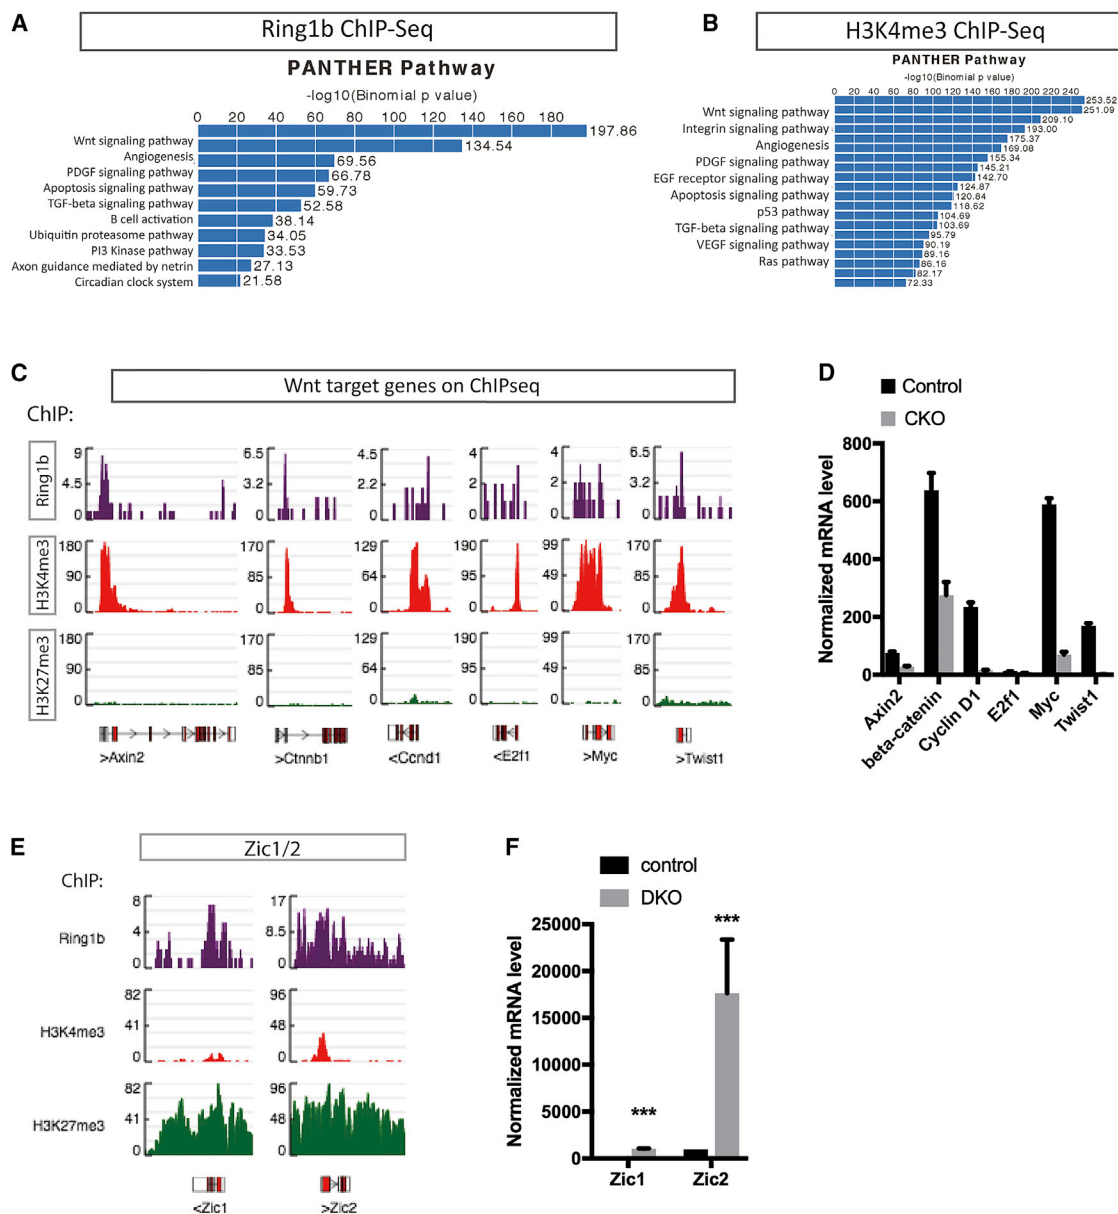 A
Ring1b ChIP-Seq
PANTHER Pathway
-log10(Binomial p value)
0 20 40 60 80 100 120 140 160 180
197.86
Wnt signaling pathway 134.54
Angiogenesis 69.56
PDGF signaling pathway 66.78
Apoptosis signaling pathway 59.73
TGF-beta signaling pathway 52.58
B cell activation 38.14
Ubiquitin proteasome pathway 34.05
PI3 Kinase pathway 33.53
Axon guidance mediated by netrin 27.13
Circadian clock system 21.58
B
H3K4me3 ChIP-Seq
PANTHER Pathway
-log10(Binomial p value)
0 20 40 60 80 100 120 140 160 180 200 220 240
253.52
Wnt signaling pathway 251.09
209.10
Integrin signaling pathway 193.00
175.37
Angiogenesis 169.08
155.34
PDGF signaling pathway 145.21
EGF receptor signaling pathway 142.70
124.87
Apoptosis signaling pathway 120.84
118.62
p53 pathway 104.69
TGF-beta signaling pathway 103.69
95.79
VEGF signaling pathway 90.19
89.16
Ras pathway 86.16
82.17
72.33
C
Wnt target genes on ChIPseq
ChIP:
Ring1b
9 4.5 0
6.5 3.2 0
4.5 2.2 0
4 2 0
4 2 0
6.5 3.2 0
H3K4me3
180 90 0
170 85 0
129 64 0
190 95 0
99 49 0
170 85 0
H3K27me3
180 90 0
170 85 0
129 64 0
190 95 0
99 49 0
170 85 0
>Axin2 >Ctnnb1 <Ccnd1 <E2f1 >Myc >Twist1
D
Control
CKO
Normalized mRNA level
800
600
400
200
0
Axin2 beta-catenin Cyclin D1 E2f1 Myc Twist1
E
Zic1/2
ChIP:
Ring1b
8 4 0
17 8.5 0
H3K4me3
82 41 0
96 48 0
H3K27me3
82 41 0
96 48 0
<Zic1 >Zic2
F
control
DKO
Normalized mRNA level
25000
20000
15000
10000
5000
0
*** ***
Zic1 Zic2